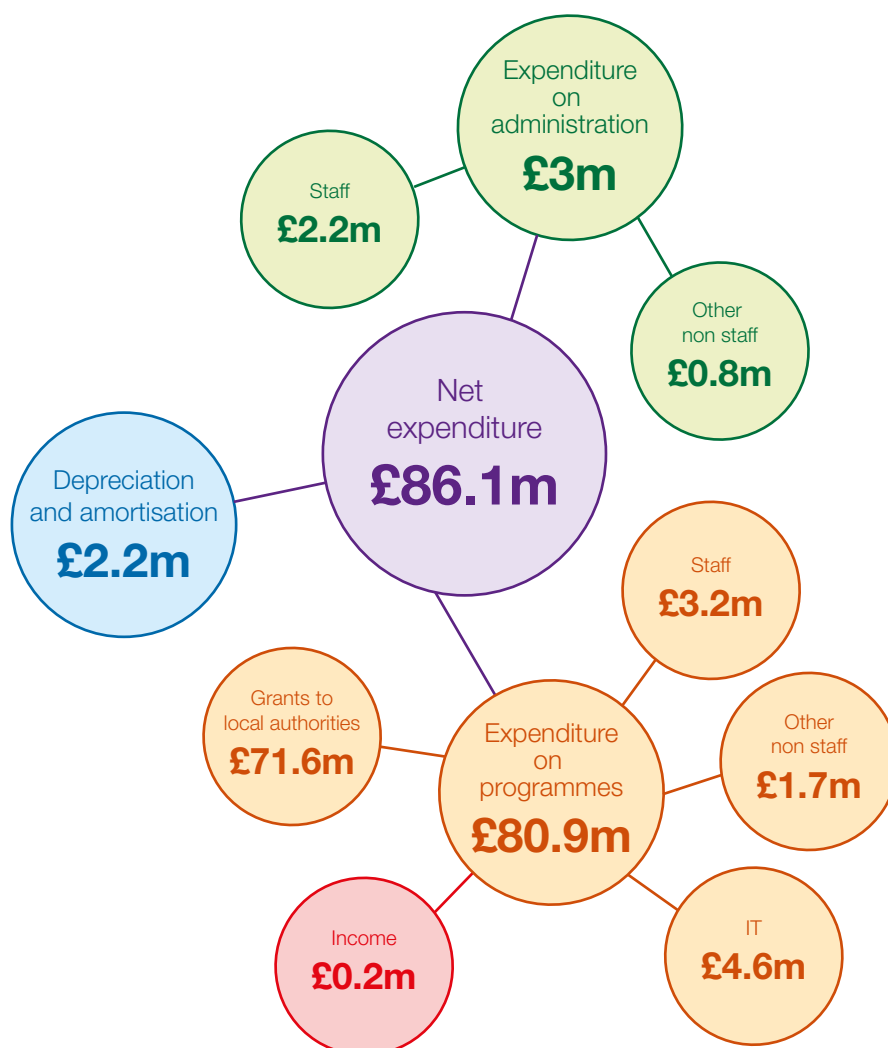 Expenditure
on
administration
£3m
Staff
£2.2m
Other
non staff
£0.8m
Net
expenditure
£86.1m
Depreciation
and amortisation
£2.2m
Staff
£3.2m
Grants to
local authorities
£71.6m
Expenditure
on
programmes
£80.9m
Other
non staff
£1.7m
Income
£0.2m
IT
£4.6m